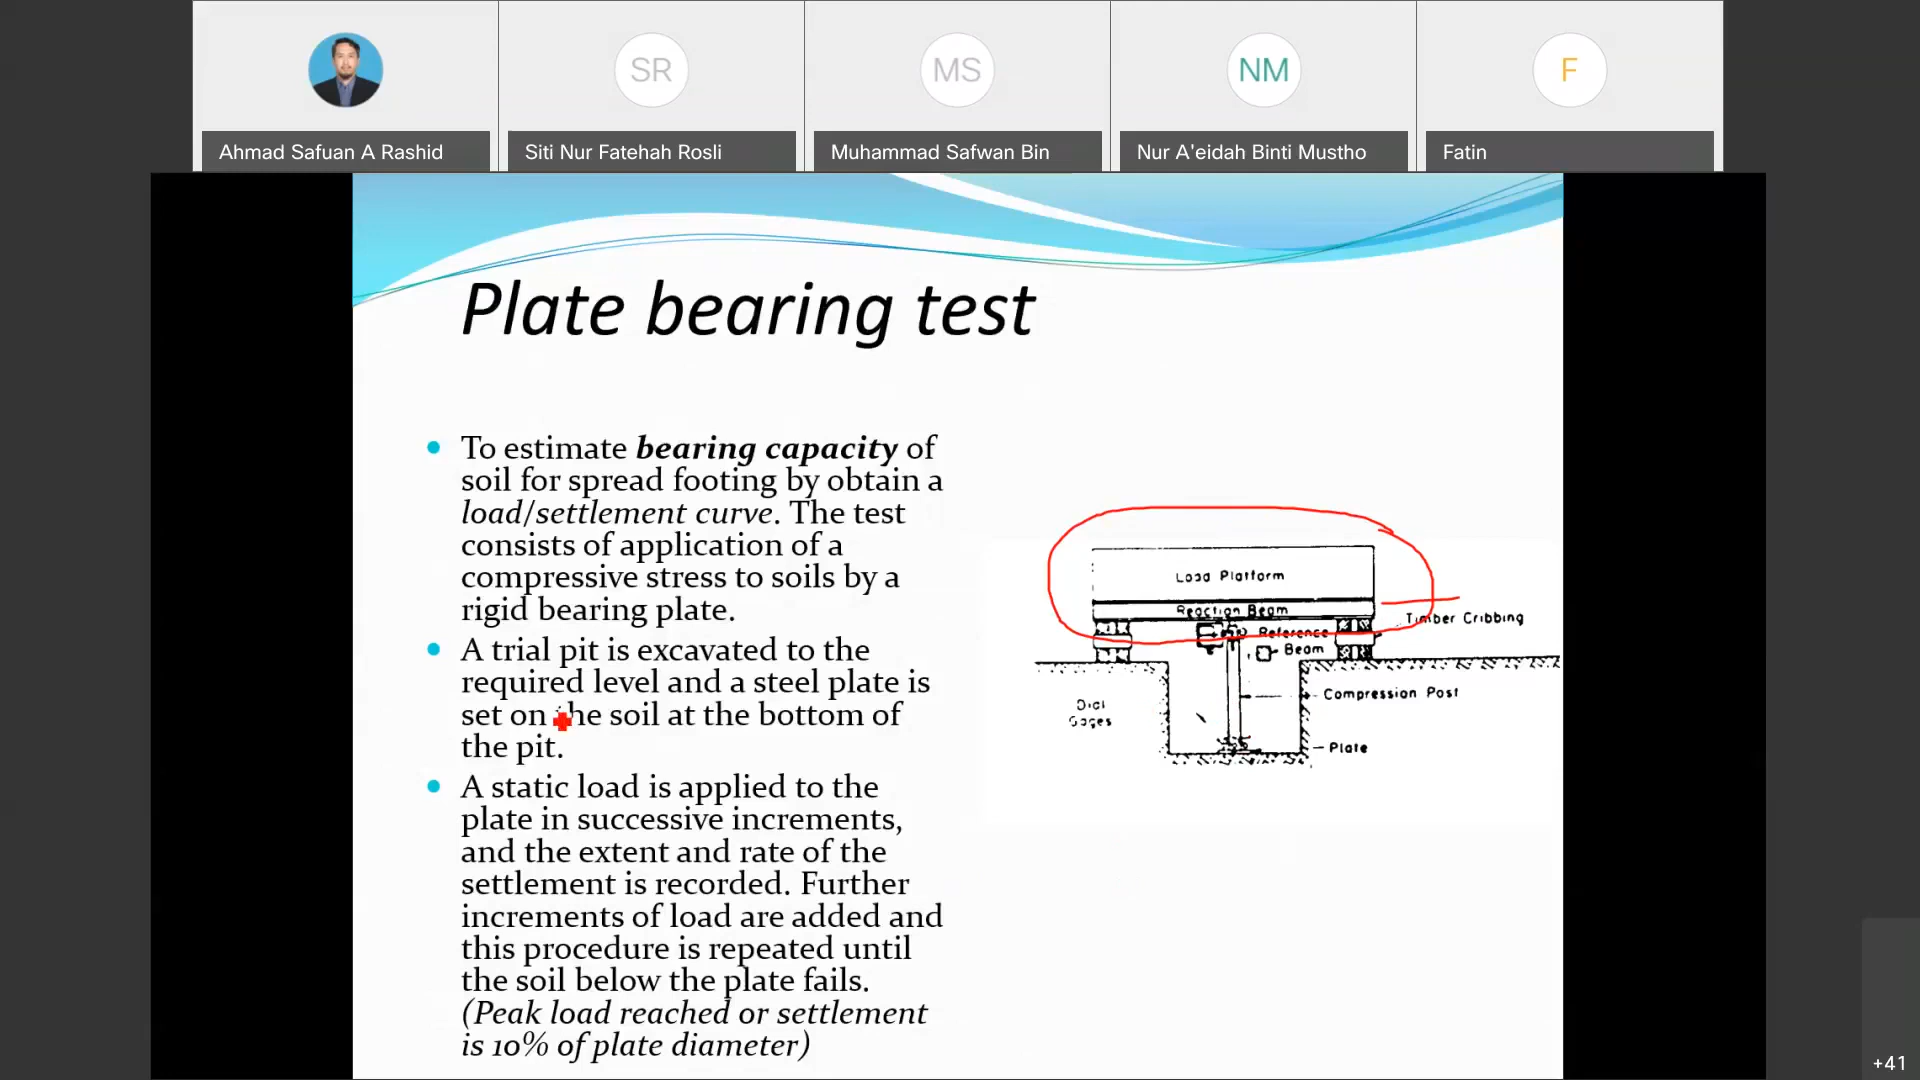 SR
MS
NM
F
Ahmad Safuan A Rashid
Siti Nur Fatehah Rosli
Muhammad Safwan Bin
Nur A'eidah Binti Mustho
Fatin
Plate bearing test
To estimate bearing capacity of
soil for spread footing by obtain a
load/settlement curve. The test
consists of application of a
compressive stress to soils by a
rigid bearing plate.
A trial pit is excavated to the
required level and a steel plate is
set on the soil at the bottom of
the pit.
A static load is applied to the
plate in successive increments,
and the extent and rate of the
settlement is recorded. Further
increments of load are added and
this procedure is repeated until
the soil below the plate fails.
(Peak load reached or settlement
is 10% of plate diameter)
Load Platform
Reaction Beam
Timber Cribbing
Reference
Beam
Compression Post
Dial
Gages
Plate
+41